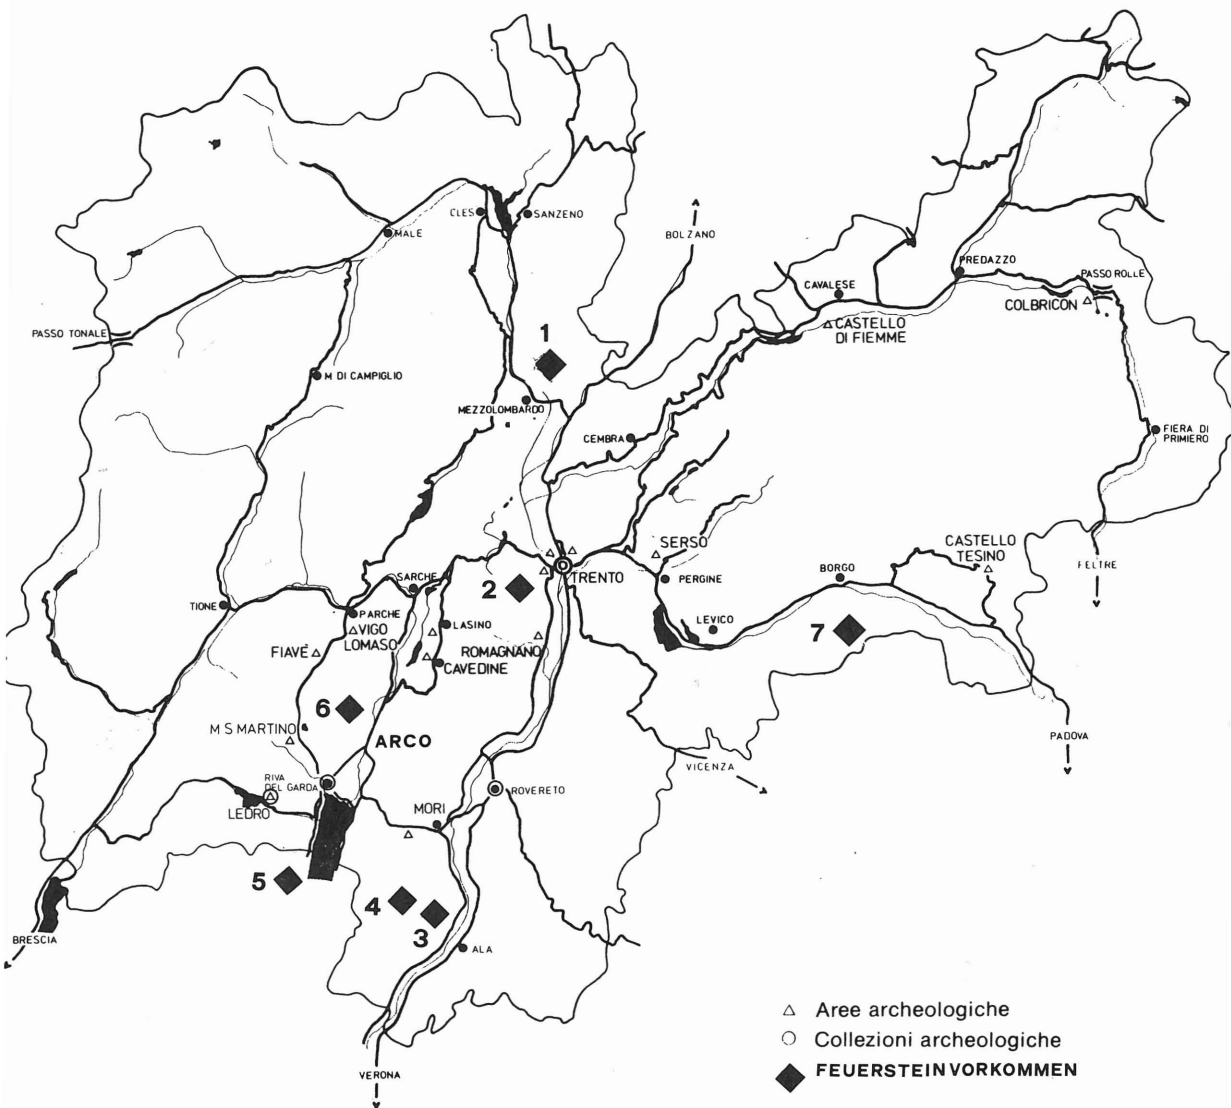 CLES
SANZENO
MALE
BOLZANO
PREDAZZO
PASSO ROLLE
CAVALESE
COLBRICON
CASTELLO
DI FIEMME
PASSO TONALE
1
M DI CAMPIGLIO
MEZZOLOMBARDO
CEMBRA
FIERA DI
PRIMIERO
SERSO
CASTELLO
TESINO
FELTRE
SARCHE
2
TRENTO
PERGINE
BORGO
TIONE
PARCHE
VIGO
LOMASO
LASINO
LEVICO
7
FIAVÈ
ROMAGNANO
CAVEDINE
6
M S MARTINO
ARCO
PADOVA
VICENZA
RIVA
DEL GARDA
ROVERETO
LEDRO
MORI
5
4
3
BRESCIA
ALA
VERONA
Aree archeologiche
Collezioni archeologiche
FEUERSTEINVORKOMMEN